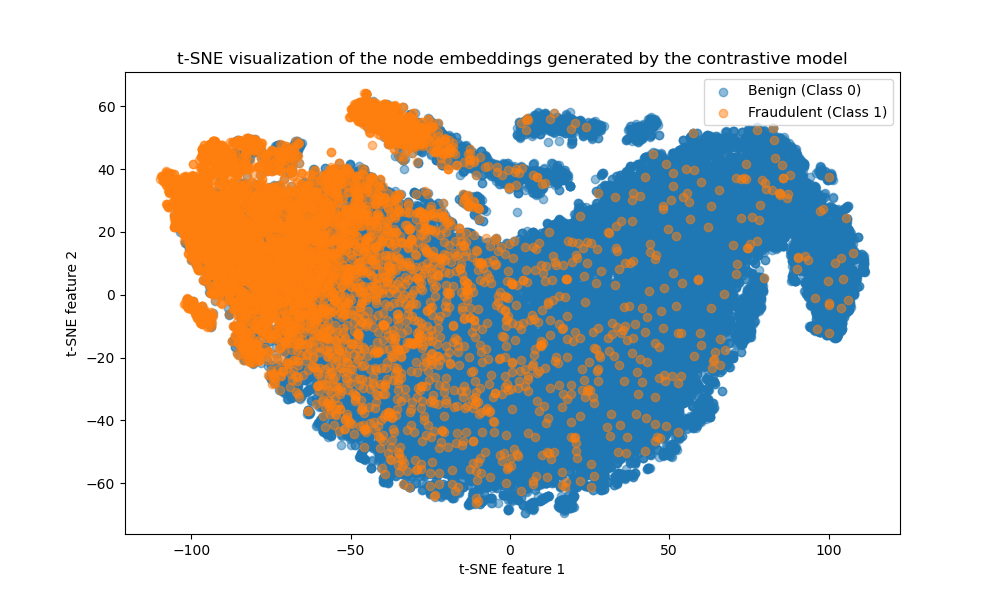 t-SNE visualization of the node embeddings generated by the contrastive model
Benign (Class 0)
Fraudulent (Class 1)
60
40
20
0
−20
−40
−60
t-SNE feature 2
−100
−50
0
50
100
t-SNE feature 1